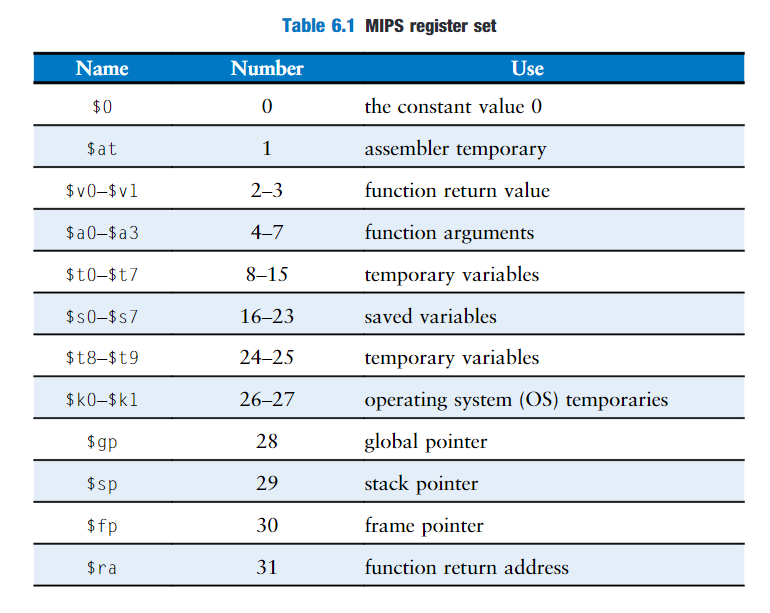 Table 6.1 MIPS register set
Name Number Use
$0 0 the constant value 0
$at 1 assembler temporary
$v0–$v1 2–3 function return value
$a0–$a3 4–7 function arguments
$t0–$t7 8–15 temporary variables
$s0–$s7 16–23 saved variables
$t8–$t9 24–25 temporary variables
$k0–$k1 26–27 operating system (OS) temporaries
$gp 28 global pointer
$sp 29 stack pointer
$fp 30 frame pointer
$ra 31 function return address